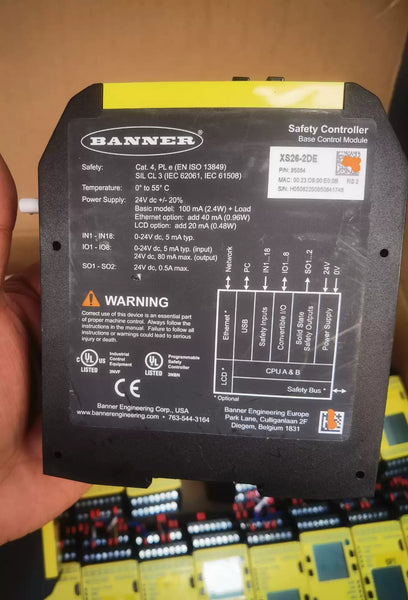 BANNER
Safety Controller
Base Control Module
XS26-2DE
Safety: Cat. 4, PL e (EN ISO 13849)
SIL CL 3 (IEC 62061, IEC 61508)
Temperature: 0° to 55° C
Power Supply: 24V dc +/- 20%.
Basic model: 100 mA (2.4W) + Load
Ethernet option: add 40 mA (0.96W)
LCD option: add 20 mA (0.48W)
IN1 - IN18: 0-24V dc, 5 mA typ.
IO1 - IO8: 0-24V dc, 5 mA typ. (input)
24V dc, 80 mA max. (output)
SO1 - SO2: 24V dc, 0.5A max.
WARNING
Correct use of this device is an essential part
of proper machine control. Always follow the
instructions in the manual. Failure to follow all
instructions could lead to serious
injury or death.
C UL US LISTED
Industrial
Control
Equipment
3NVF
UL LISTED
Programmable
Safety
Controller
3NBN
CE
Banner Engineering Corp., USA
www.bannerengineering.com • 763-544-3164
Network
PC
IN1...18
IO1...8
SO1...2
24V
0V
Ethernet*
USB
Safety Inputs
Convertible I/O
Solid State
Safety Outputs
Power Supply
LCD*
CPU A & B
Safety Bus*
* Optional
Banner Engineering Europe
Park Lane, Culliganlaan 2F
Diegem, Belgium 1831